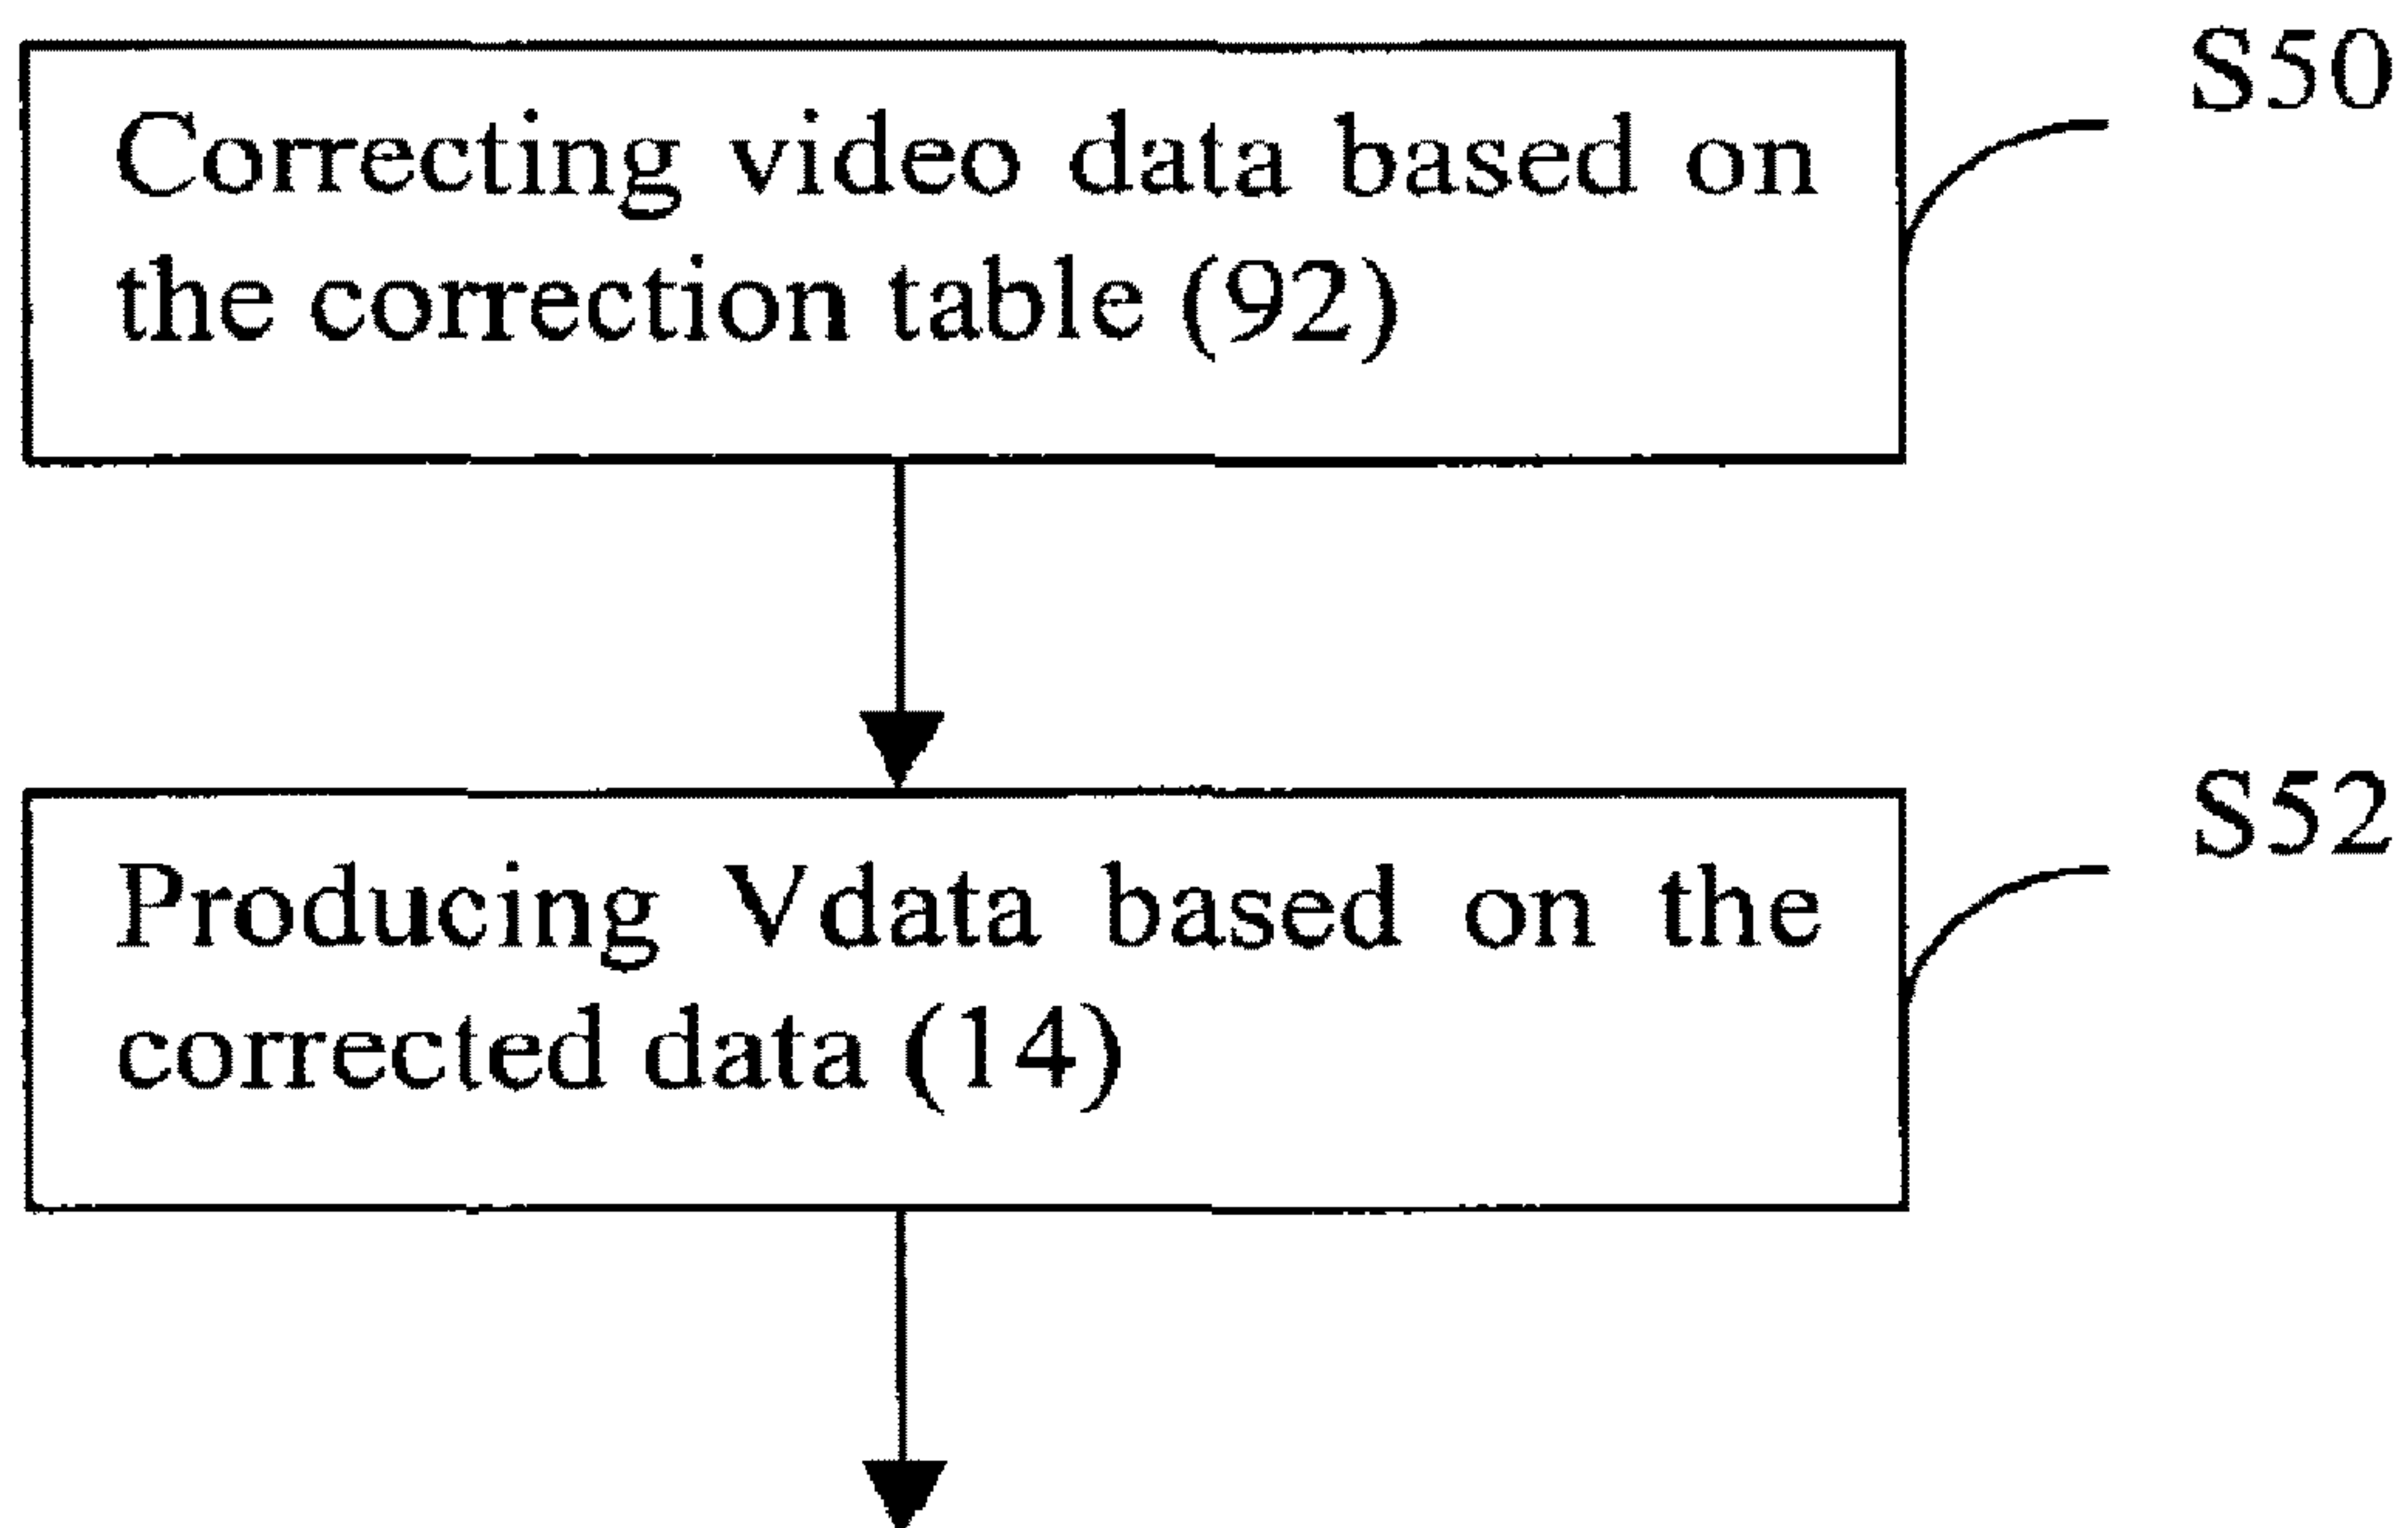 S50
Correcting video data based on
the correction table (92)
S52
Producing Vdata based on the
corrected data (14)